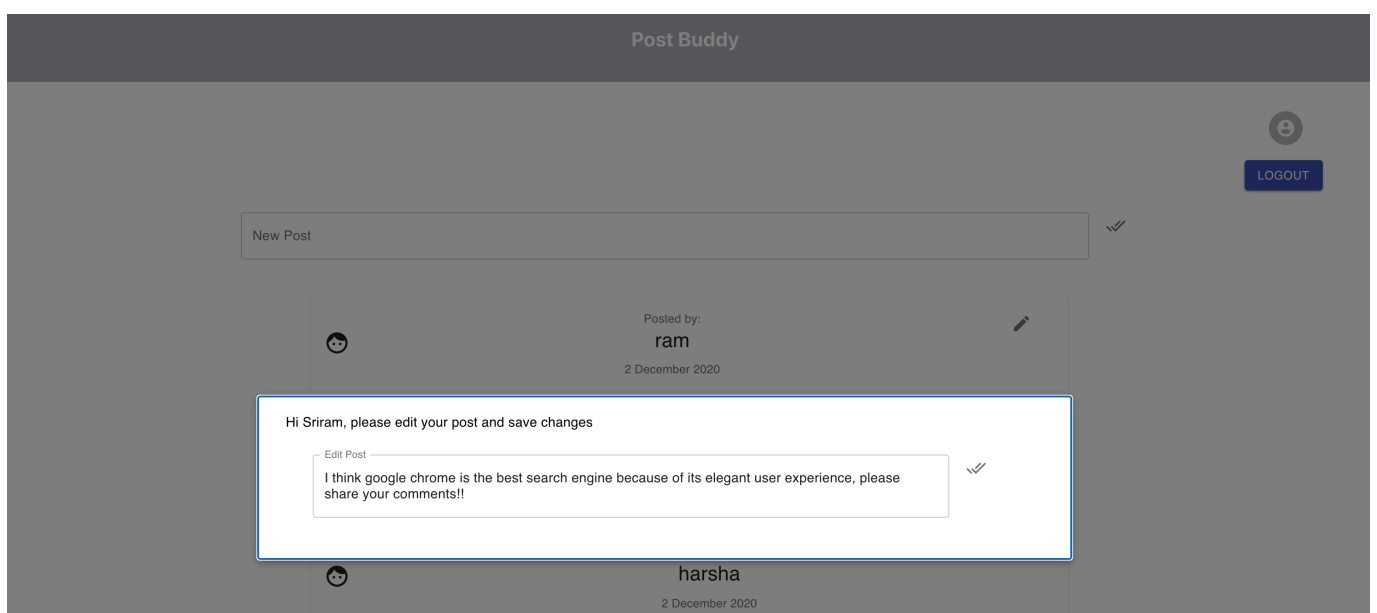 Post Buddy
LOGOUT
New Post
Posted by:
ram
2 December 2020
Hi Sriram, please edit your post and save changes
Edit Post
I think google chrome is the best search engine because of its elegant user experience, please
share your comments!!
harsha
2 December 2020